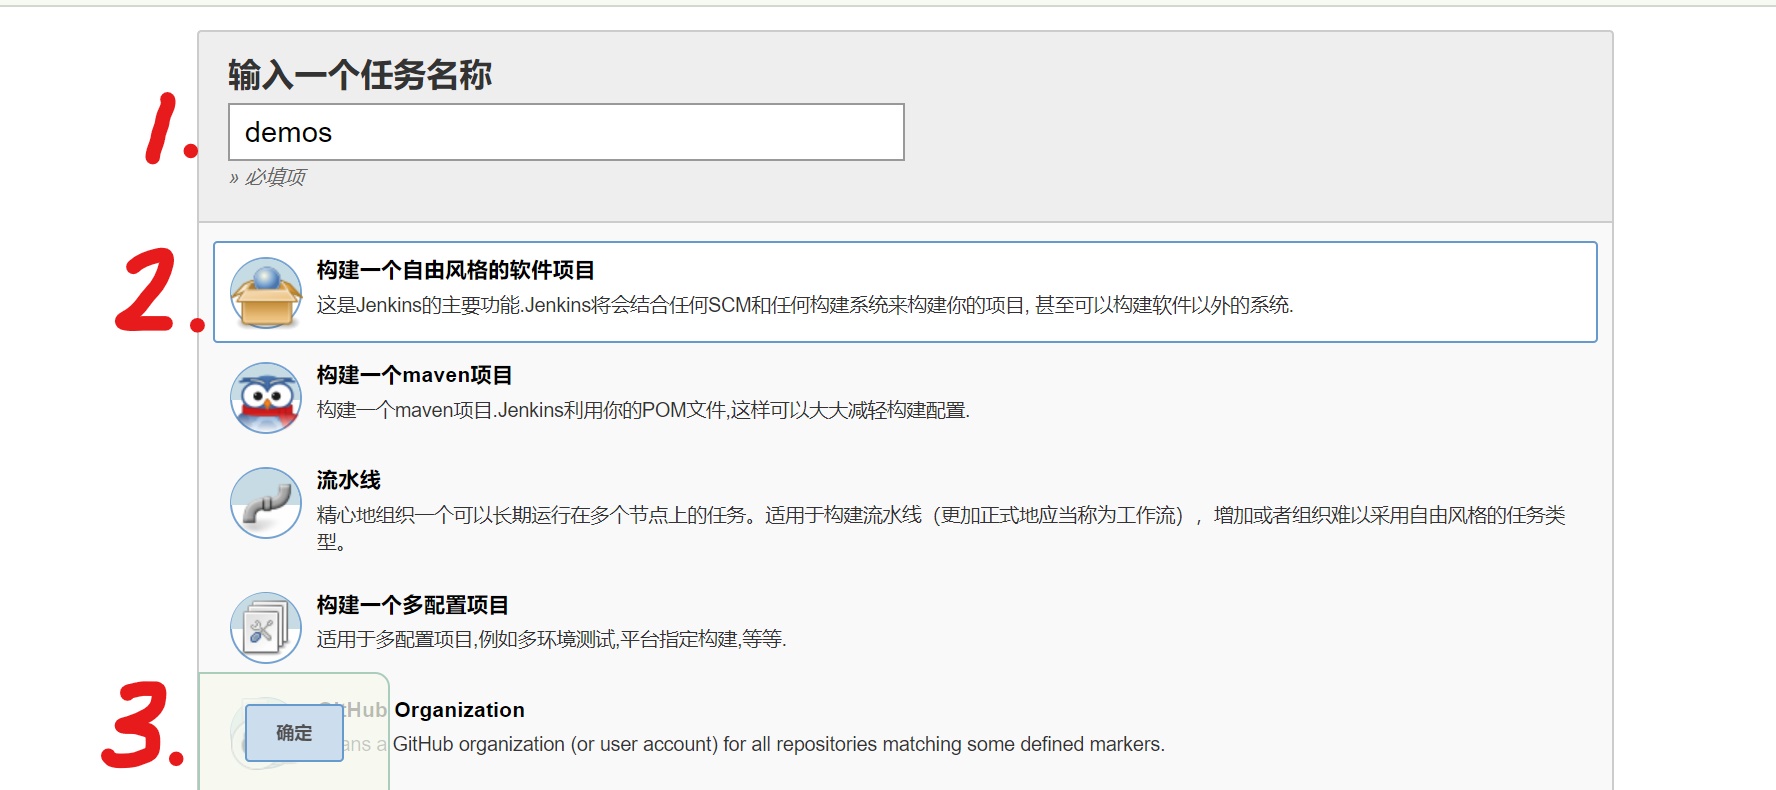 输入一个任务名称
1.
demos
» 必填项
2.
构建一个自由风格的软件项目
这是Jenkins的主要功能.Jenkins将会结合任何SCM和任何构建系统来构建你的项目, 甚至可以构建软件以外的系统.
构建一个maven项目
构建一个maven项目.Jenkins利用你的POM文件,这样可以大大减轻构建配置.
流水线
精心地组织一个可以长期运行在多个节点上的任务。适用于构建流水线（更加正式地应当称为工作流），增加或者组织难以采用自由风格的任务类
型。
构建一个多配置项目
适用于多配置项目,例如多环境测试,平台指定构建,等等.
3.
GitHub Organization
确定
ans a GitHub organization (or user account) for all repositories matching some defined markers.